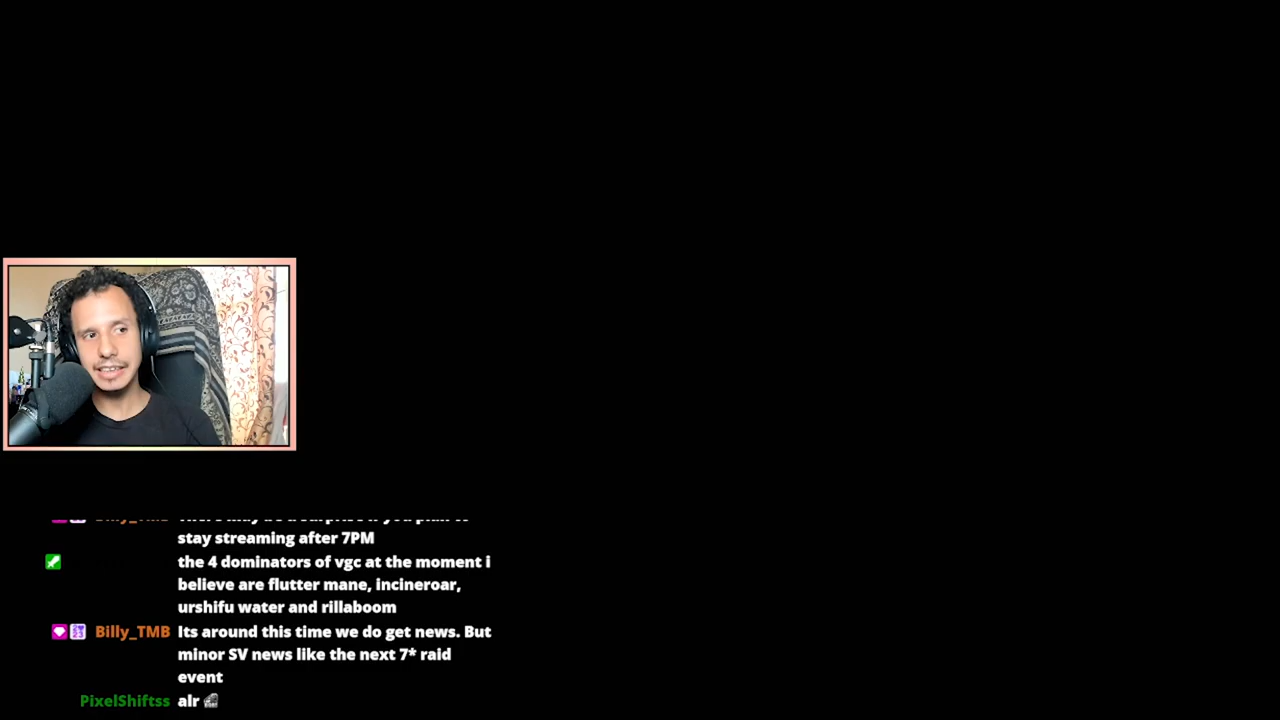 stay streaming after 7PM
the 4 dominators of vgc at the moment i
believe are flutter mane, incineroar,
urshifu water and rillaboom
Billy_TMB Its around this time we do get news. But
minor SV news like the next 7* raid
event
PixelShiftss alr